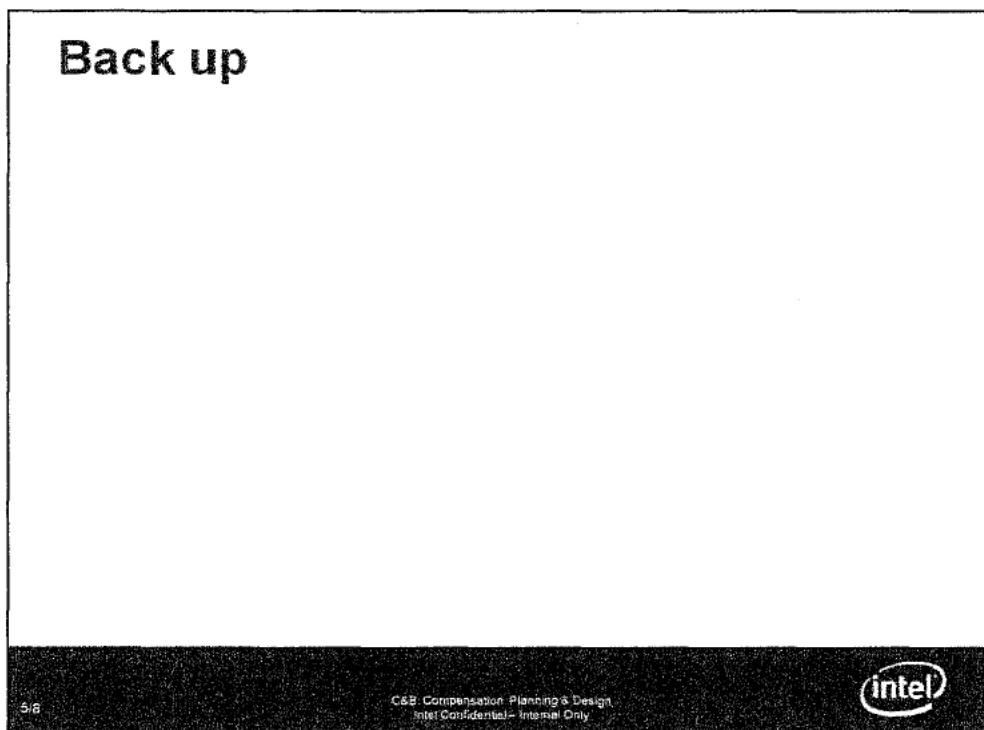 Back up
5/8
C&B: Compensation Planning & Design
Intel Confidential – Internal Only
intel